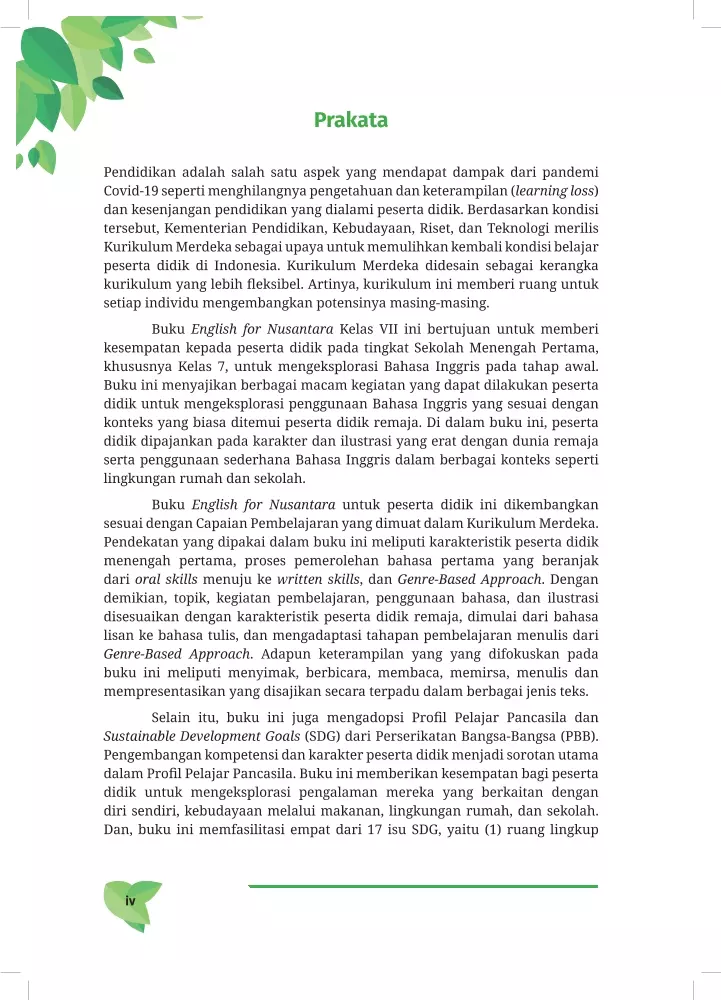 Prakata
Pendidikan adalah salah satu aspek yang mendapat dampak dari pandemi
Covid-19 seperti menghilangnya pengetahuan dan keterampilan (learning loss)
dan kesenjangan pendidikan yang dialami peserta didik. Berdasarkan kondisi
tersebut, Kementerian Pendidikan, Kebudayaan, Riset, dan Teknologi merilis
Kurikulum Merdeka sebagai upaya untuk memulihkan kembali kondisi belajar
peserta didik di Indonesia. Kurikulum Merdeka didesain sebagai kerangka
kurikulum yang lebih fleksibel. Artinya, kurikulum ini memberi ruang untuk
setiap individu mengembangkan potensinya masing-masing.
Buku English for Nusantara Kelas VII ini bertujuan untuk memberi
kesempatan kepada peserta didik pada tingkat Sekolah Menengah Pertama,
khususnya Kelas 7, untuk mengeksplorasi Bahasa Inggris pada tahap awal.
Buku ini menyajikan berbagai macam kegiatan yang dapat dilakukan peserta
didik untuk mengeksplorasi penggunaan Bahasa Inggris yang sesuai dengan
konteks yang biasa ditemui peserta didik remaja. Di dalam buku ini, peserta
didik dipajankan pada karakter dan ilustrasi yang erat dengan dunia remaja
serta penggunaan sederhana Bahasa Inggris dalam berbagai konteks seperti
lingkungan rumah dan sekolah.
Buku English for Nusantara untuk peserta didik ini dikembangkan
sesuai dengan Capaian Pembelajaran yang dimuat dalam Kurikulum Merdeka.
Pendekatan yang dipakai dalam buku ini meliputi karakteristik peserta didik
menengah pertama, proses pemerolehan bahasa pertama yang beranjak
dari oral skills menuju ke written skills, dan Genre-Based Approach. Dengan
demikian, topik, kegiatan pembelajaran, penggunaan bahasa, dan ilustrasi
disesuaikan dengan karakteristik peserta didik remaja, dimulai dari bahasa
lisan ke bahasa tulis, dan mengadaptasi tahapan pembelajaran menulis dari
Genre-Based Approach. Adapun keterampilan yang yang difokuskan pada
buku ini meliputi menyimak, berbicara, membaca, memirsa, menulis dan
mempresentasikan yang disajikan secara terpadu dalam berbagai jenis teks.
Selain itu, buku ini juga mengadopsi Profil Pelajar Pancasila dan
Sustainable Development Goals (SDG) dari Perserikatan Bangsa-Bangsa (PBB).
Pengembangan kompetensi dan karakter peserta didik menjadi sorotan utama
dalam Profil Pelajar Pancasila. Buku ini memberikan kesempatan bagi peserta
didik untuk mengeksplorasi pengalaman mereka yang berkaitan dengan
diri sendiri, kebudayaan melalui makanan, lingkungan rumah, dan sekolah.
Dan, buku ini memfasilitasi empat dari 17 isu SDG, yaitu (1) ruang lingkup
iv